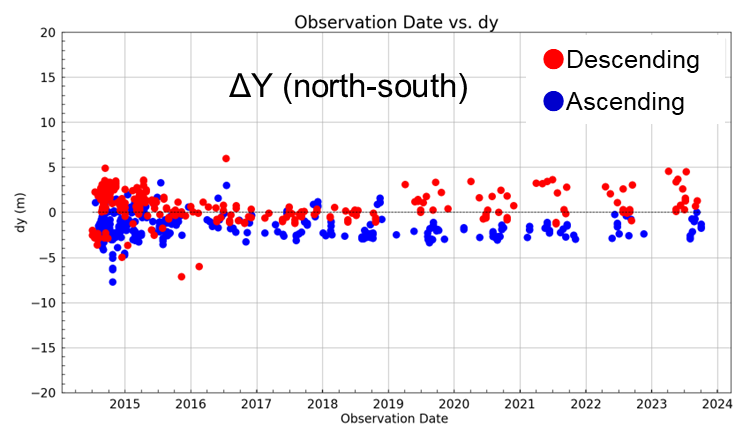 Observation Date vs. dy
ΔY (north-south)
Descending
Ascending
dy (m)
20
15
10
5
0
−5
−10
−15
−20
2015 2016 2017 2018 2019 2020 2021 2022 2023 2024
Observation Date